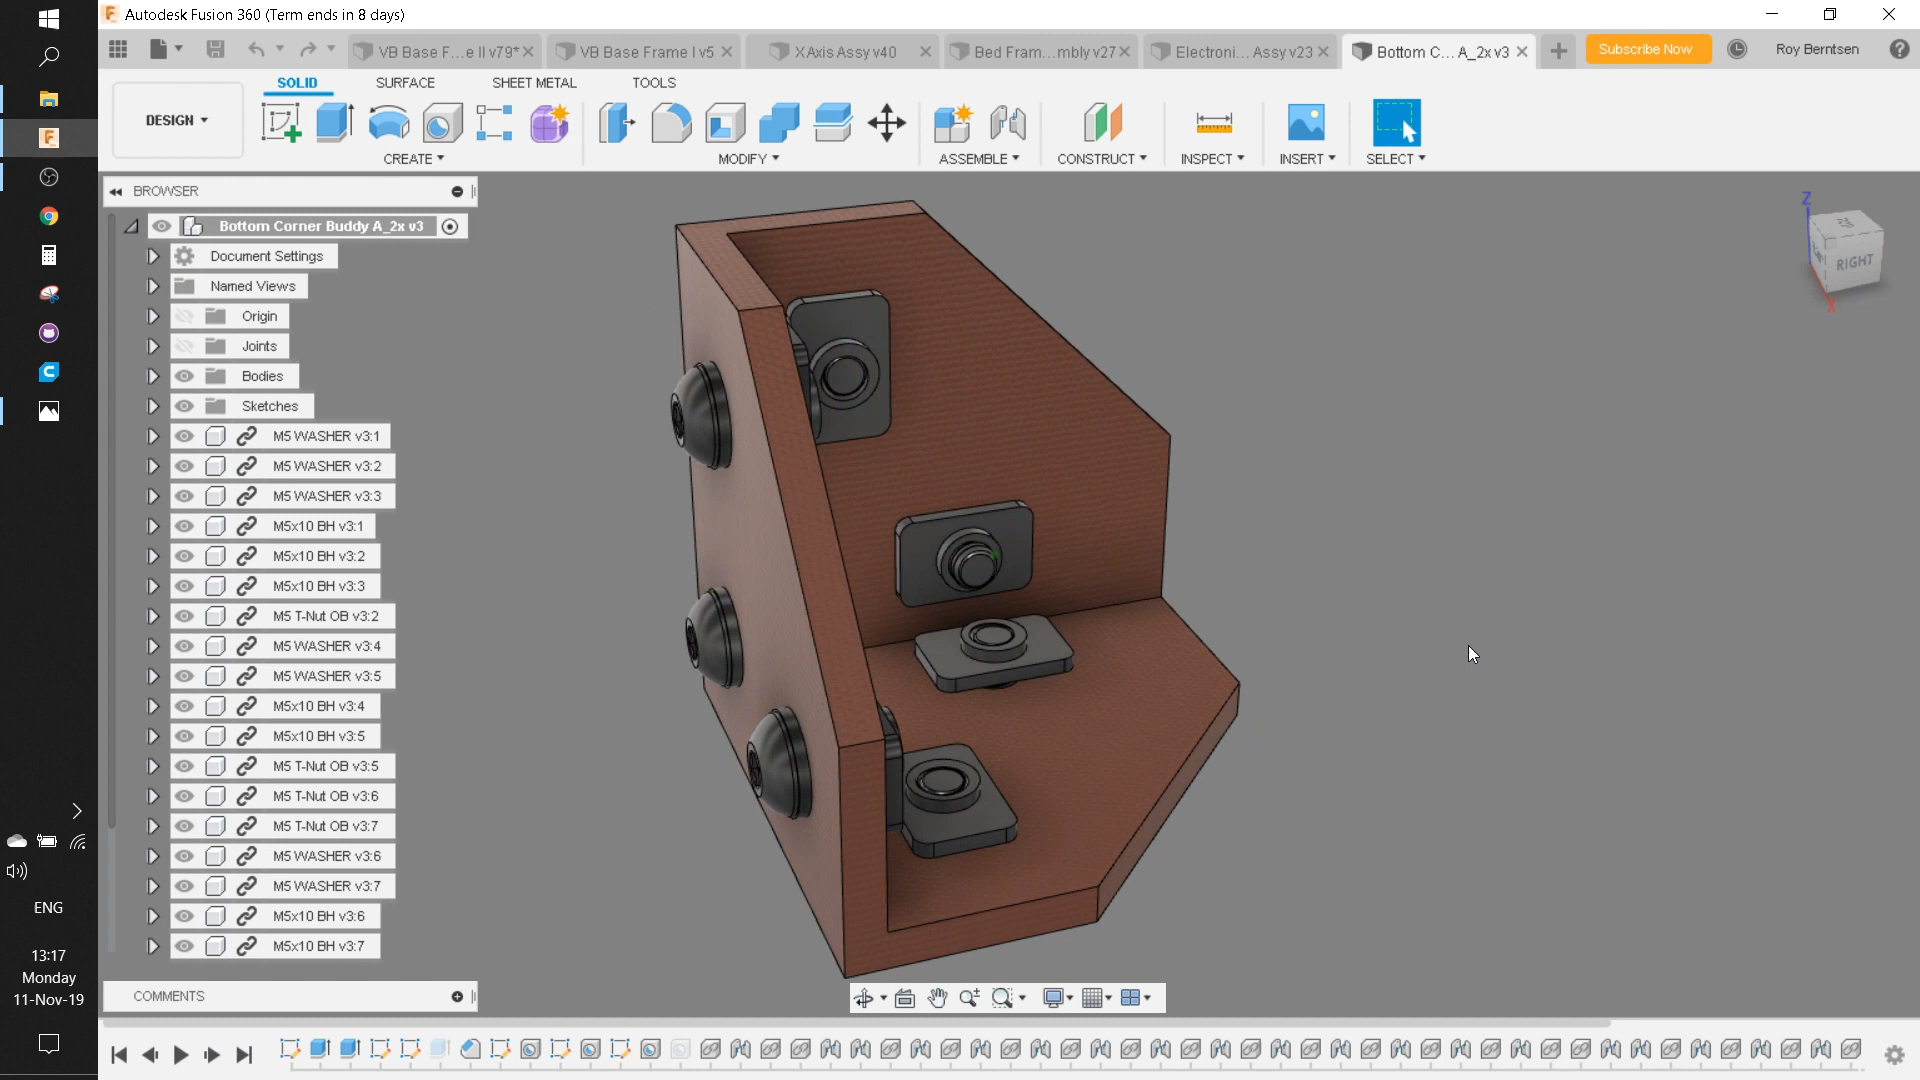 Autodesk Fusion 360 (Term ends in 8 days)
VB Base F...e II v79*
VB Base Frame I v5
X Axis Assy v40
Bed Fram...mbly v27
Electroni... Assy v23
Bottom C... A_2x v3
Subscribe Now
Roy Berntsen
DESIGN
SOLID
SURFACE
SHEET METAL
TOOLS
CREATE
MODIFY
ASSEMBLE
CONSTRUCT
INSPECT
INSERT
SELECT
BROWSER
Bottom Corner Buddy A_2x v3
Document Settings
Named Views
Origin
Joints
Bodies
Sketches
M5 WASHER v3:1
M5 WASHER v3:2
M5 WASHER v3:3
M5x10 BH v3:1
M5x10 BH v3:2
M5x10 BH v3:3
M5 T-Nut OB v3:2
M5 WASHER v3:4
M5 WASHER v3:5
M5x10 BH v3:4
M5x10 BH v3:5
M5 T-Nut OB v3:5
M5 T-Nut OB v3:6
M5 T-Nut OB v3:7
M5 WASHER v3:6
M5 WASHER v3:7
M5x10 BH v3:6
M5x10 BH v3:7
COMMENTS
Z
RIGHT
X
ENG
13:17
Monday
11-Nov-19